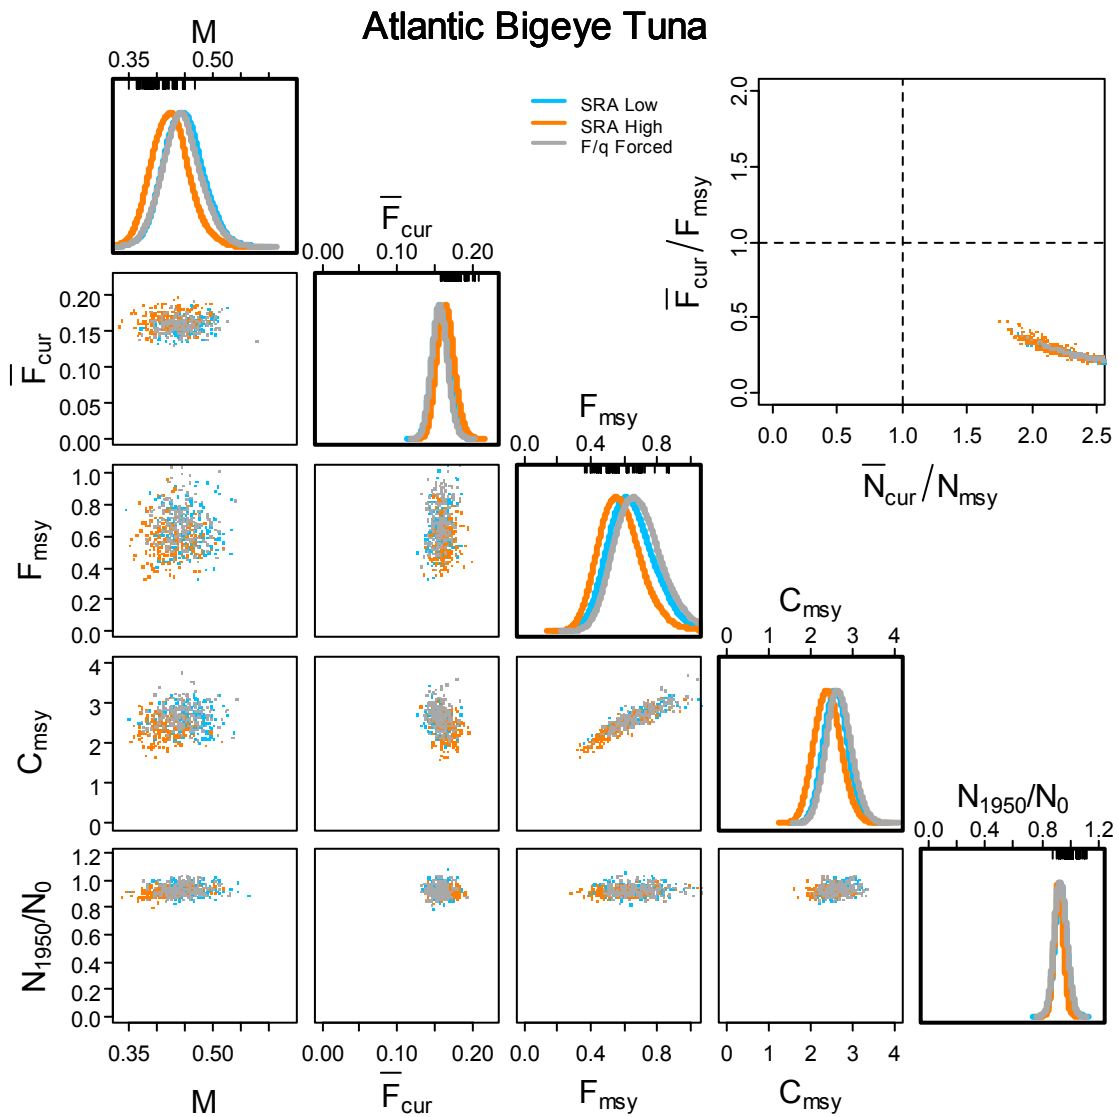 Atlantic Bigeye Tuna
M
0.35 0.50
SRA Low
SRA High
F/q Forced
0.0 0.5 1.0 1.5 2.0
F̅cur / Fmsy
0.0 0.5 1.0 1.5 2.0 2.5
N̅cur / Nmsy
F̅cur
0.00 0.10 0.20
0.20
0.15
0.10
0.05
0.00
F̅cur
Fmsy
0.0 0.4 0.8
1.0
0.8
0.6
0.4
0.2
0.0
Fmsy
Cmsy
0 1 2 3 4
4
3
2
1
0
Cmsy
N1950/N0
0.0 0.4 0.8 1.2
1.2
1.0
0.8
0.6
0.4
0.2
0.0
N1950/N0
0.35 0.50
0.00 0.10 0.20
0.0 0.4 0.8
0 1 2 3 4
M
F̅cur
Fmsy
Cmsy